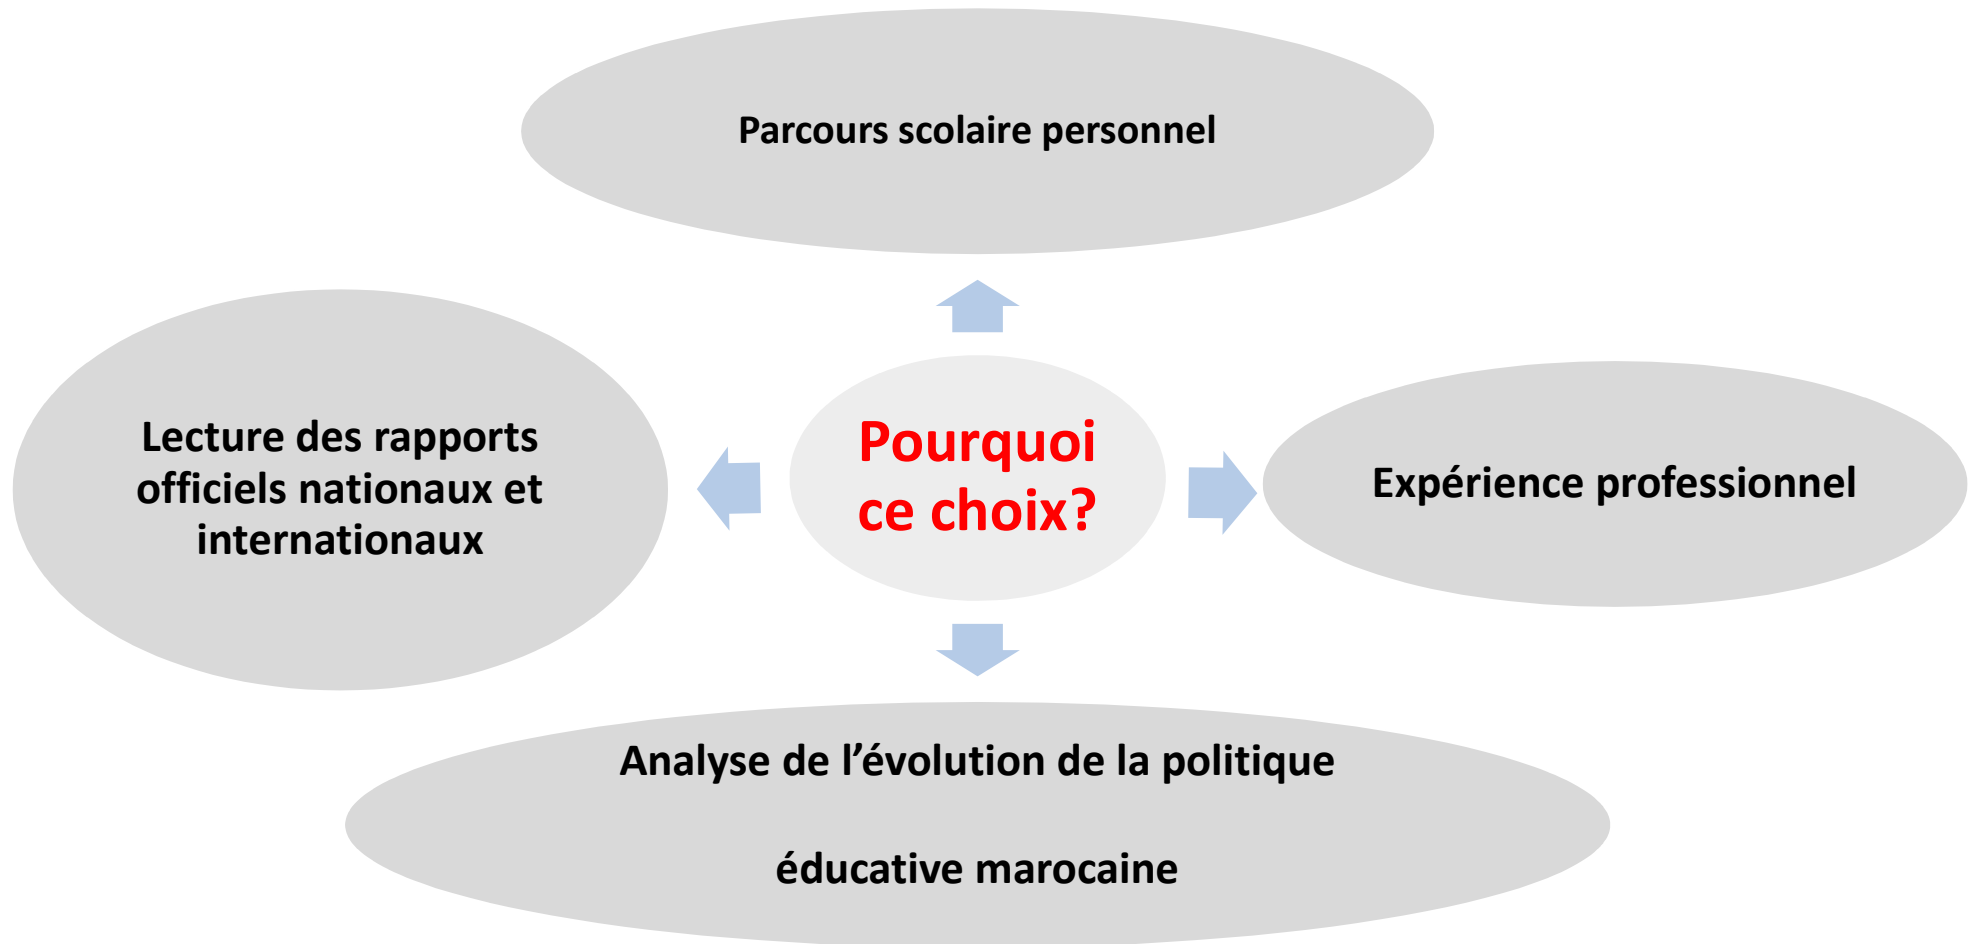 Parcours scolaire personnel
Lecture des rapports
officiels nationaux et
internationaux
Pourquoi
ce choix?
Expérience professionnel
Analyse de l’évolution de la politique
éducative marocaine